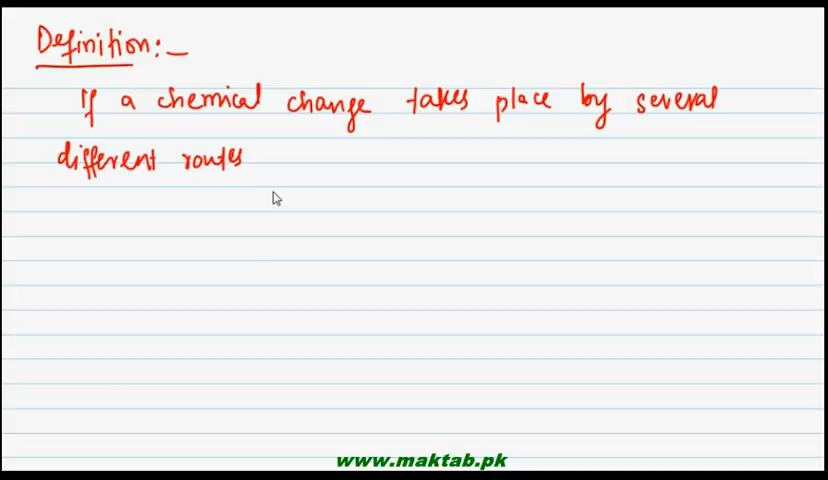 Definition:-
If a chemical change takes place by several
different routes
www.maktab.pk